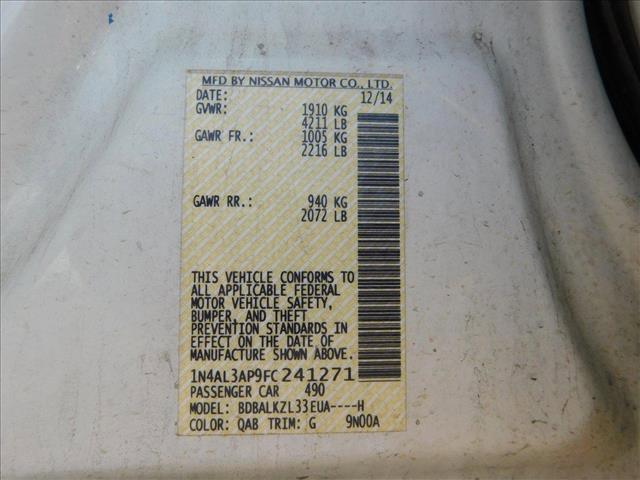 MFD BY NISSAN MOTOR CO., LTD.
DATE: 12/14
GVWR: 1910 KG
4211 LB
GAWR FR.: 1005 KG
2216 LB
GAWR RR.: 940 KG
2072 LB
THIS VEHICLE CONFORMS TO
ALL APPLICABLE FEDERAL
MOTOR VEHICLE SAFETY,
BUMPER, AND THEFT
PREVENTION STANDARDS IN
EFFECT ON THE DATE OF
MANUFACTURE SHOWN ABOVE.
1N4AL3AP9FC241271
PASSENGER CAR 490
MODEL: BDBALKZL33EUA----H
COLOR: QAB TRIM: G 9N00A